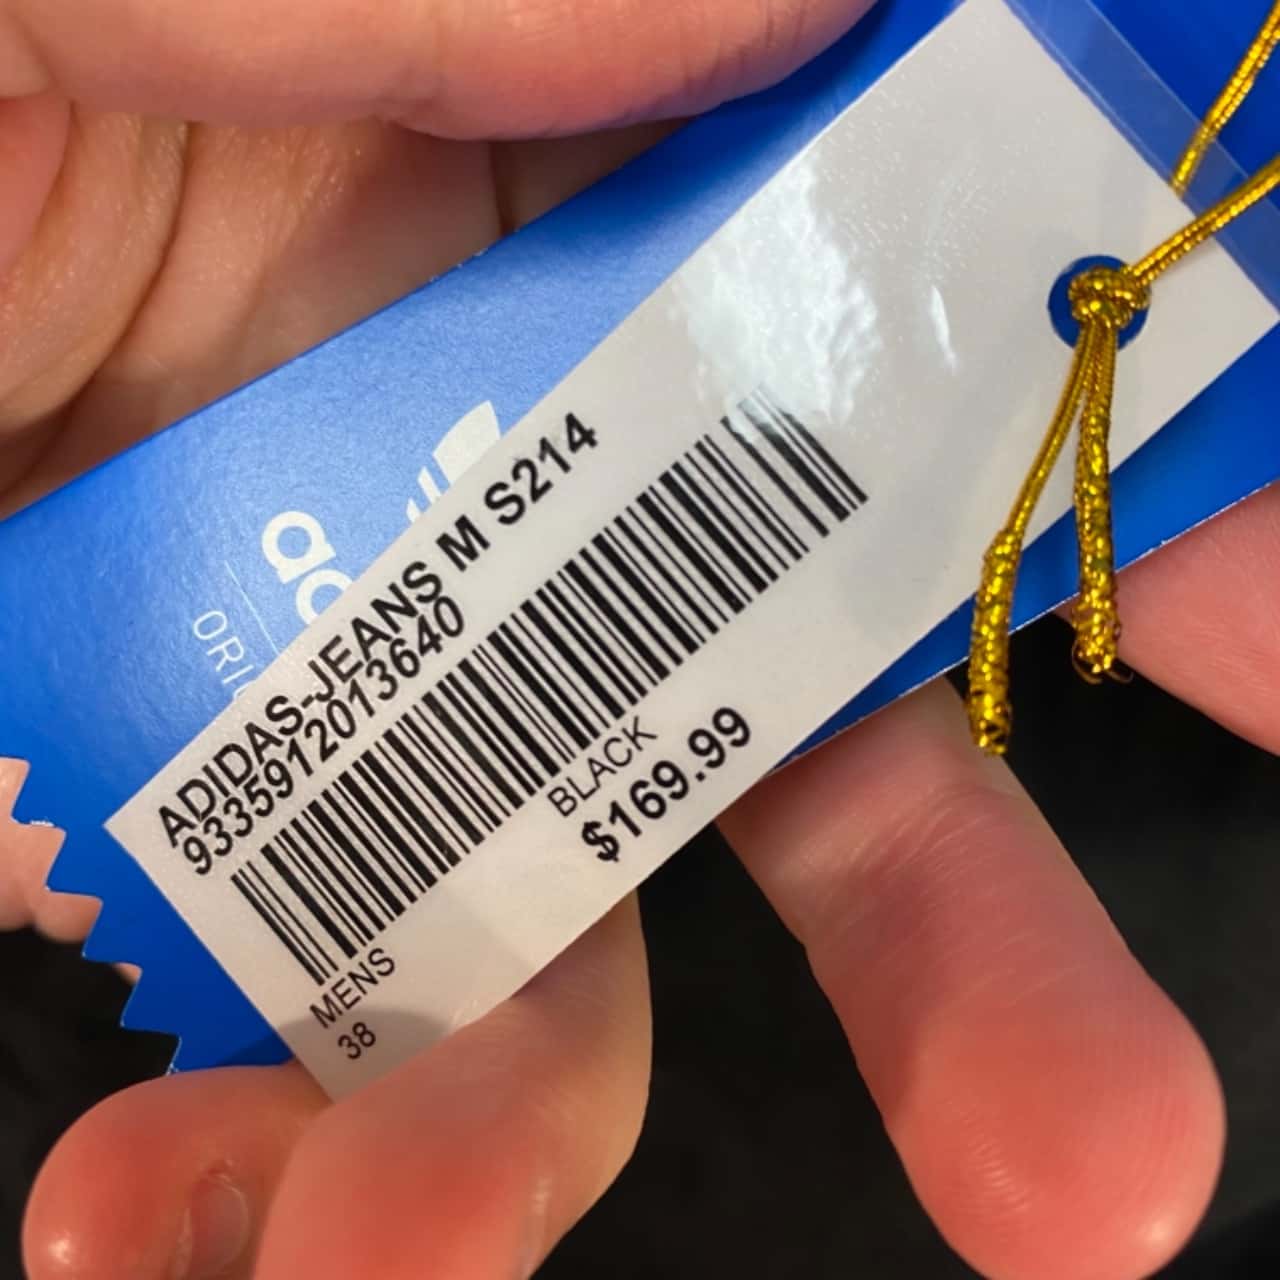 ADIDAS-JEANS M S214
9335912013640
BLACK
$169.99
MENS
38